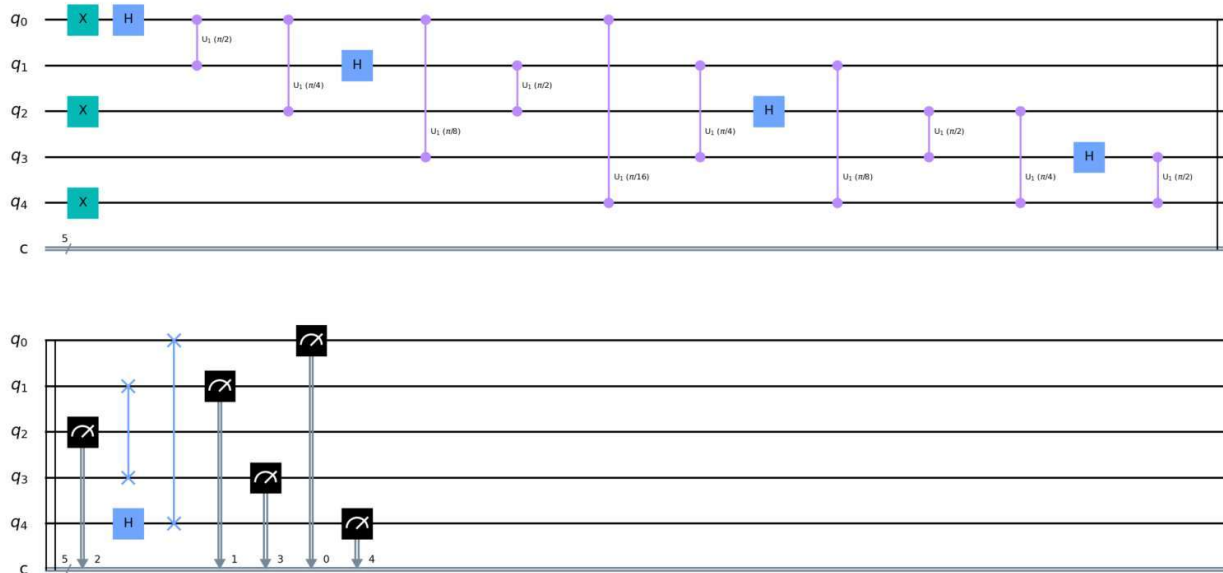 q0 X H
U1 (π/2)
q1 H
U1 (π/4) U1 (π/2)
q2 X H
U1 (π/8) U1 (π/4) U1 (π/2)
q3 H
U1 (π/16) U1 (π/8) U1 (π/4) U1 (π/2)
q4 X
5
c
q0
q1
q2
q3
q4 H
5 2 1 3 0 4
c